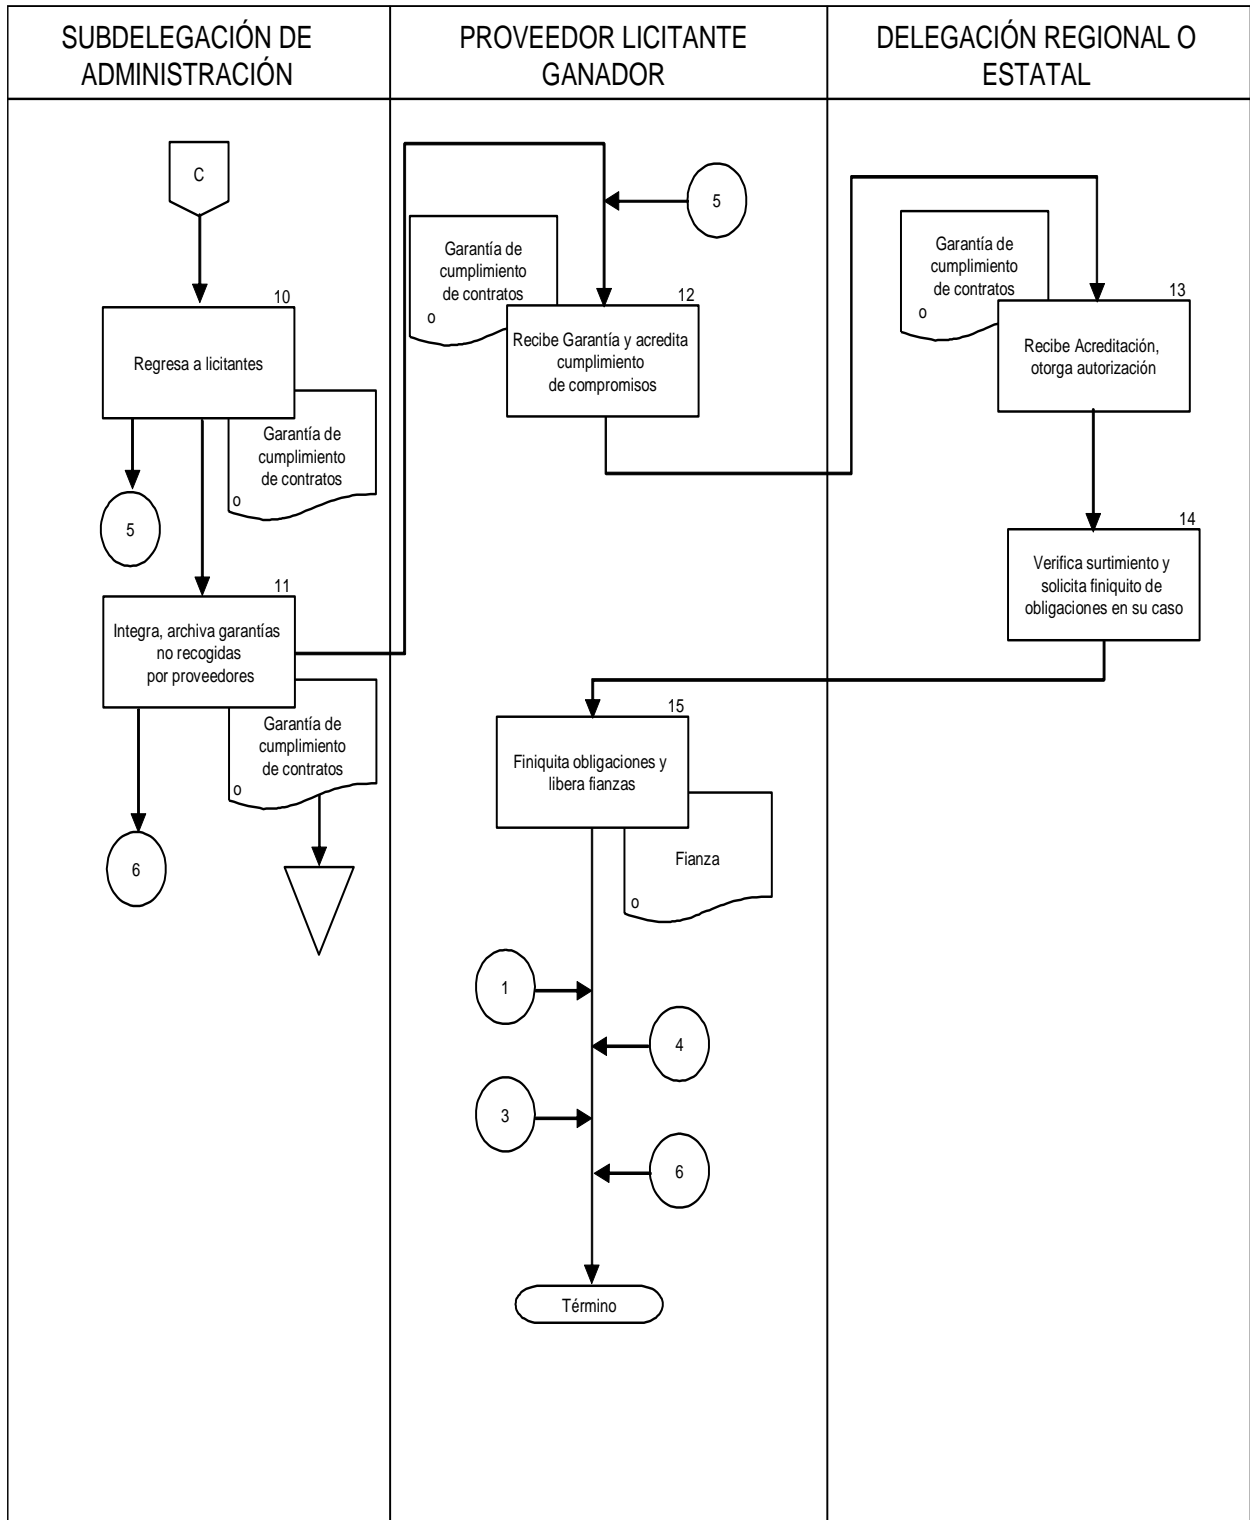 SUBDELEGACIÓN DE
ADMINISTRACIÓN
PROVEEDOR LICITANTE
GANADOR
DELEGACIÓN REGIONAL O
ESTATAL
C
10
Regresa a licitantes
Garantía de
cumplimiento
de contratos
o
5
11
Integra, archiva garantías
no recogidas
por proveedores
Garantía de
cumplimiento
de contratos
o
6
5
Garantía de
cumplimiento
de contratos
o
12
Recibe Garantía y acredita
cumplimiento
de compromisos
Garantía de
cumplimiento
de contratos
o
13
Recibe Acreditación,
otorga autorización
14
Verifica surtimiento y
solicita finiquito de
obligaciones en su caso
15
Finiquita obligaciones y
libera fianzas
Fianza
o
1
4
3
6
Término